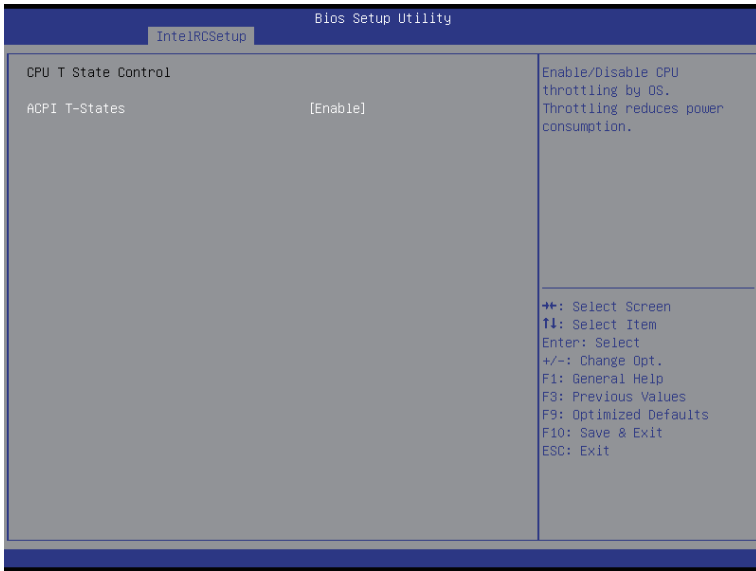 Bios Setup Utility
IntelRCSetup
CPU T State Control
ACPI T-States [Enable]
Enable/Disable CPU
throttling by OS.
Throttling reduces power
consumption.
→←: Select Screen
↑↓: Select Item
Enter: Select
+/-: Change Opt.
F1: General Help
F3: Previous Values
F9: Optimized Defaults
F10: Save & Exit
ESC: Exit